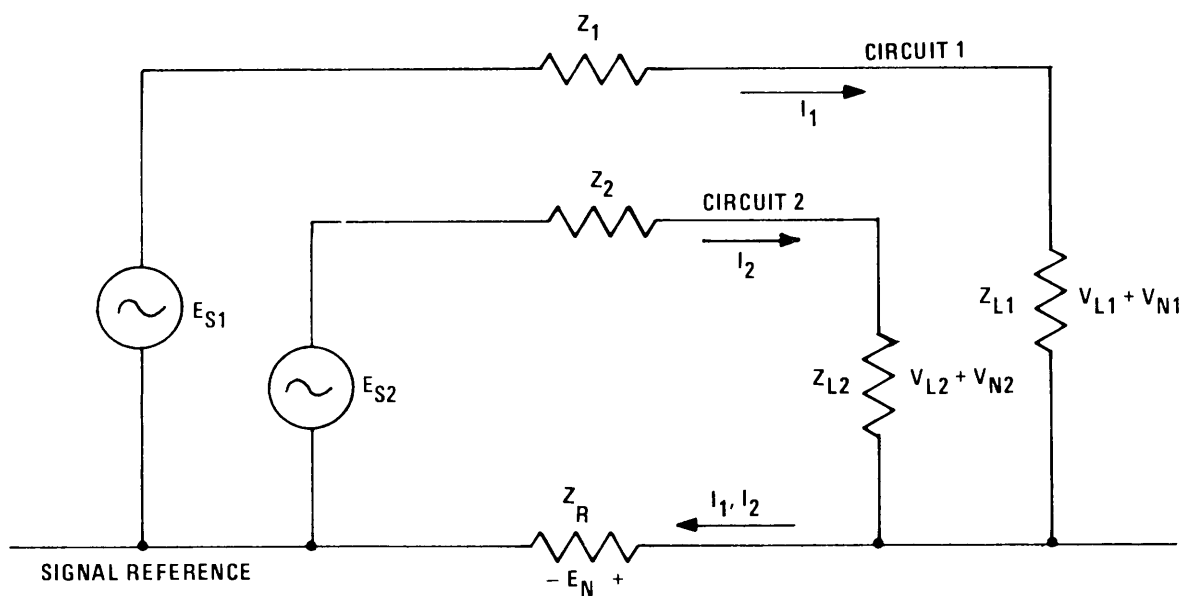 Z1
CIRCUIT 1
I1
Z2
CIRCUIT 2
I2
ES1
ZL1 VL1 + VN1
ES2
ZL2 VL2 + VN2
ZR
I1, I2
SIGNAL REFERENCE
- EN +